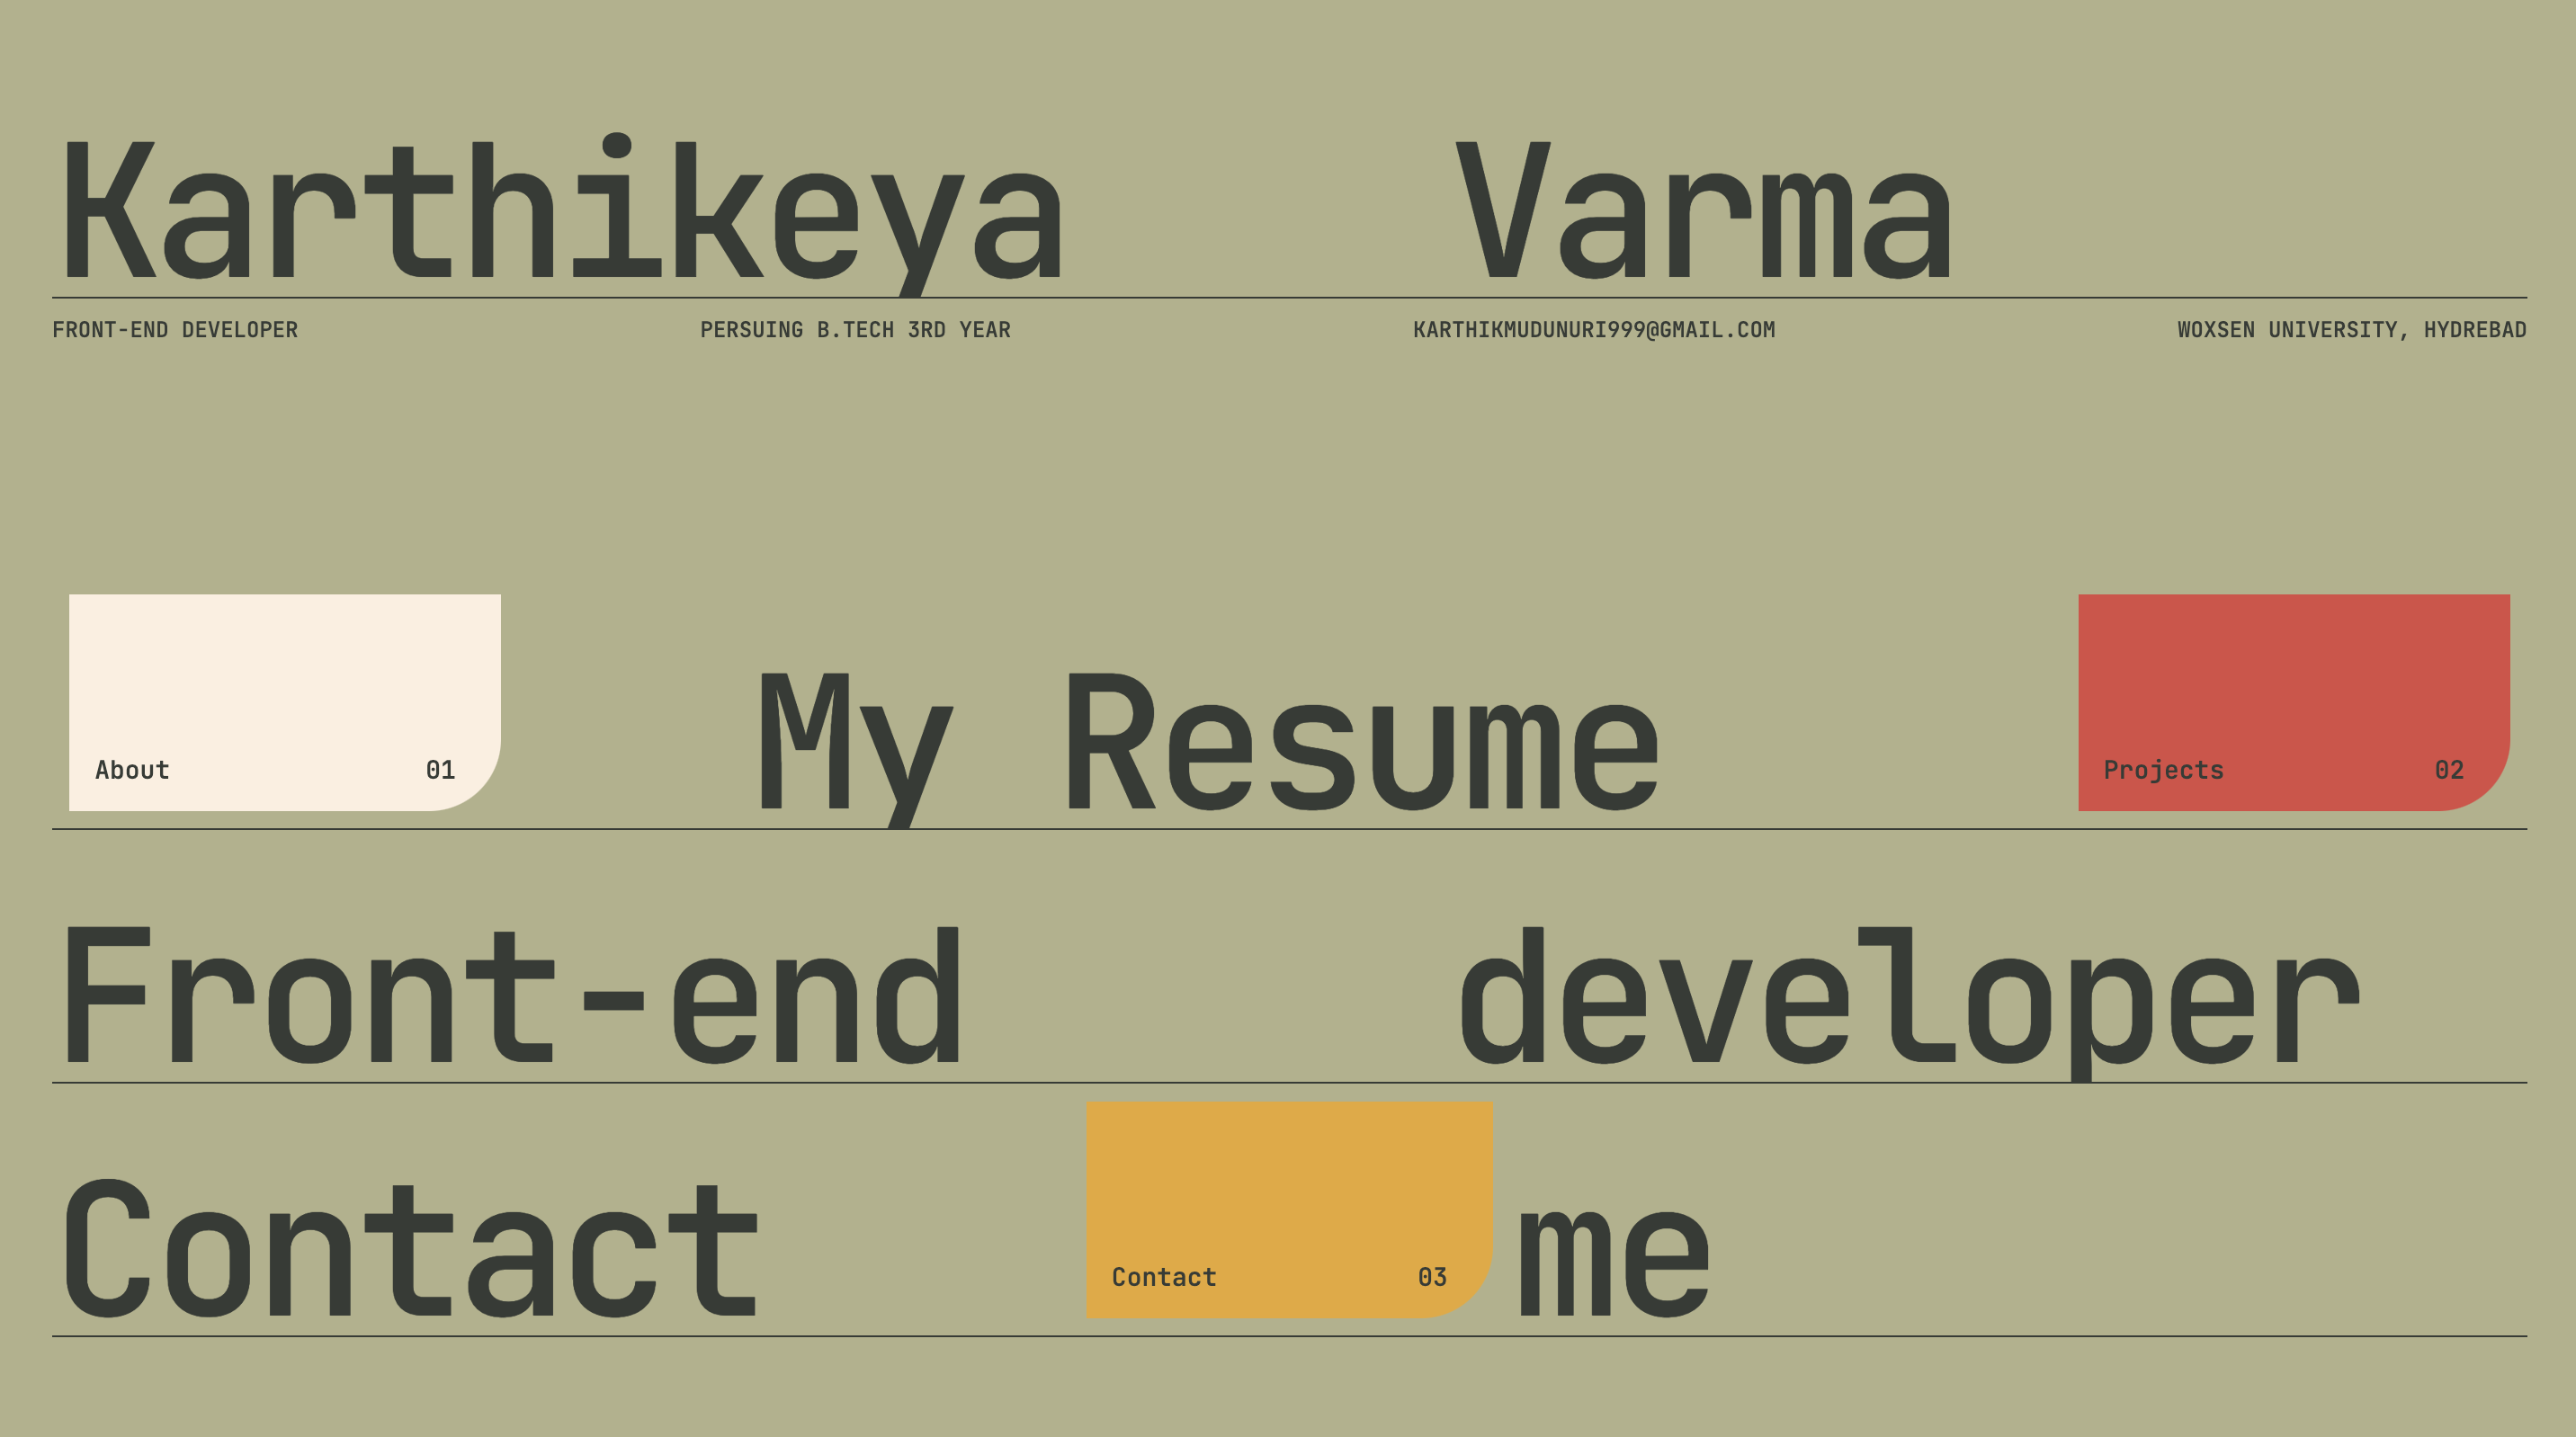 Karthikeya Varma
FRONT-END DEVELOPER PERSUING B.TECH 3RD YEAR KARTHIKMUDUNURI999@GMAIL.COM WOXSEN UNIVERSITY, HYDREBAD
About 01 My Resume Projects 02
Front-end developer
Contact Contact 03 me